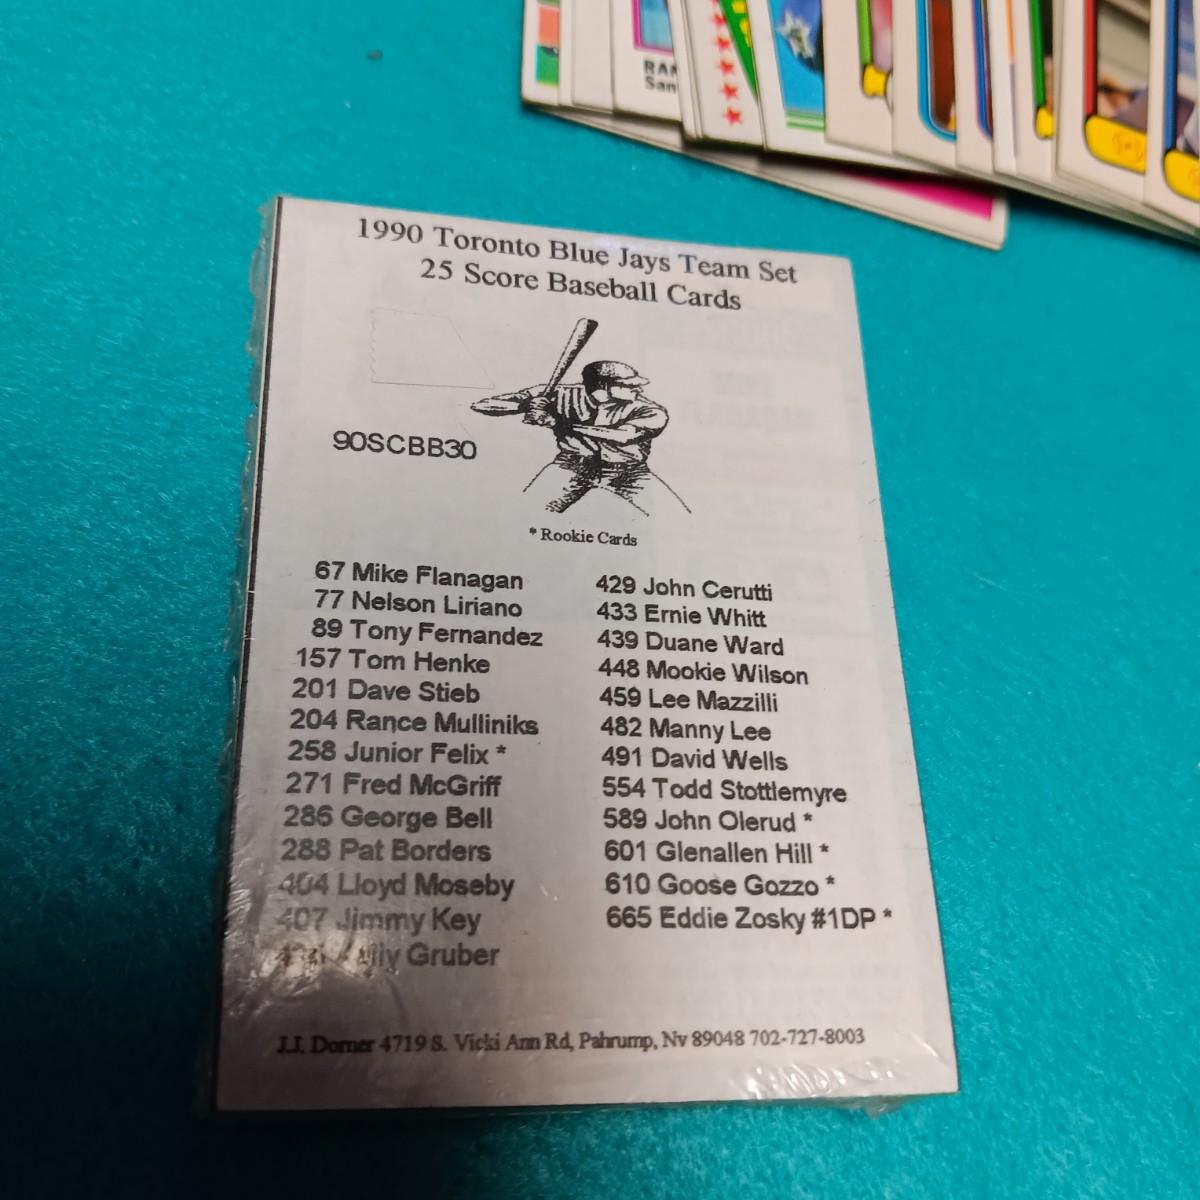 RAN
San
1990 Toronto Blue Jays Team Set
25 Score Baseball Cards
90SCBB30
* Rookie Cards
67 Mike Flanagan
77 Nelson Liriano
89 Tony Fernandez
157 Tom Henke
201 Dave Stieb
204 Rance Mulliniks
258 Junior Felix *
271 Fred McGriff
286 George Bell
288 Pat Borders
404 Lloyd Moseby
407 Jimmy Key
Gruber
429 John Cerutti
433 Ernie Whitt
439 Duane Ward
448 Mookie Wilson
459 Lee Mazzilli
482 Manny Lee
491 David Wells
554 Todd Stottlemyre
589 John Olerud *
601 Glenallen Hill *
610 Goose Gozzo *
665 Eddie Zosky #1DP *
J.J. Dorner 4719 S. Vicki Ann Rd, Pahrump, Nv 89048 702-727-8003